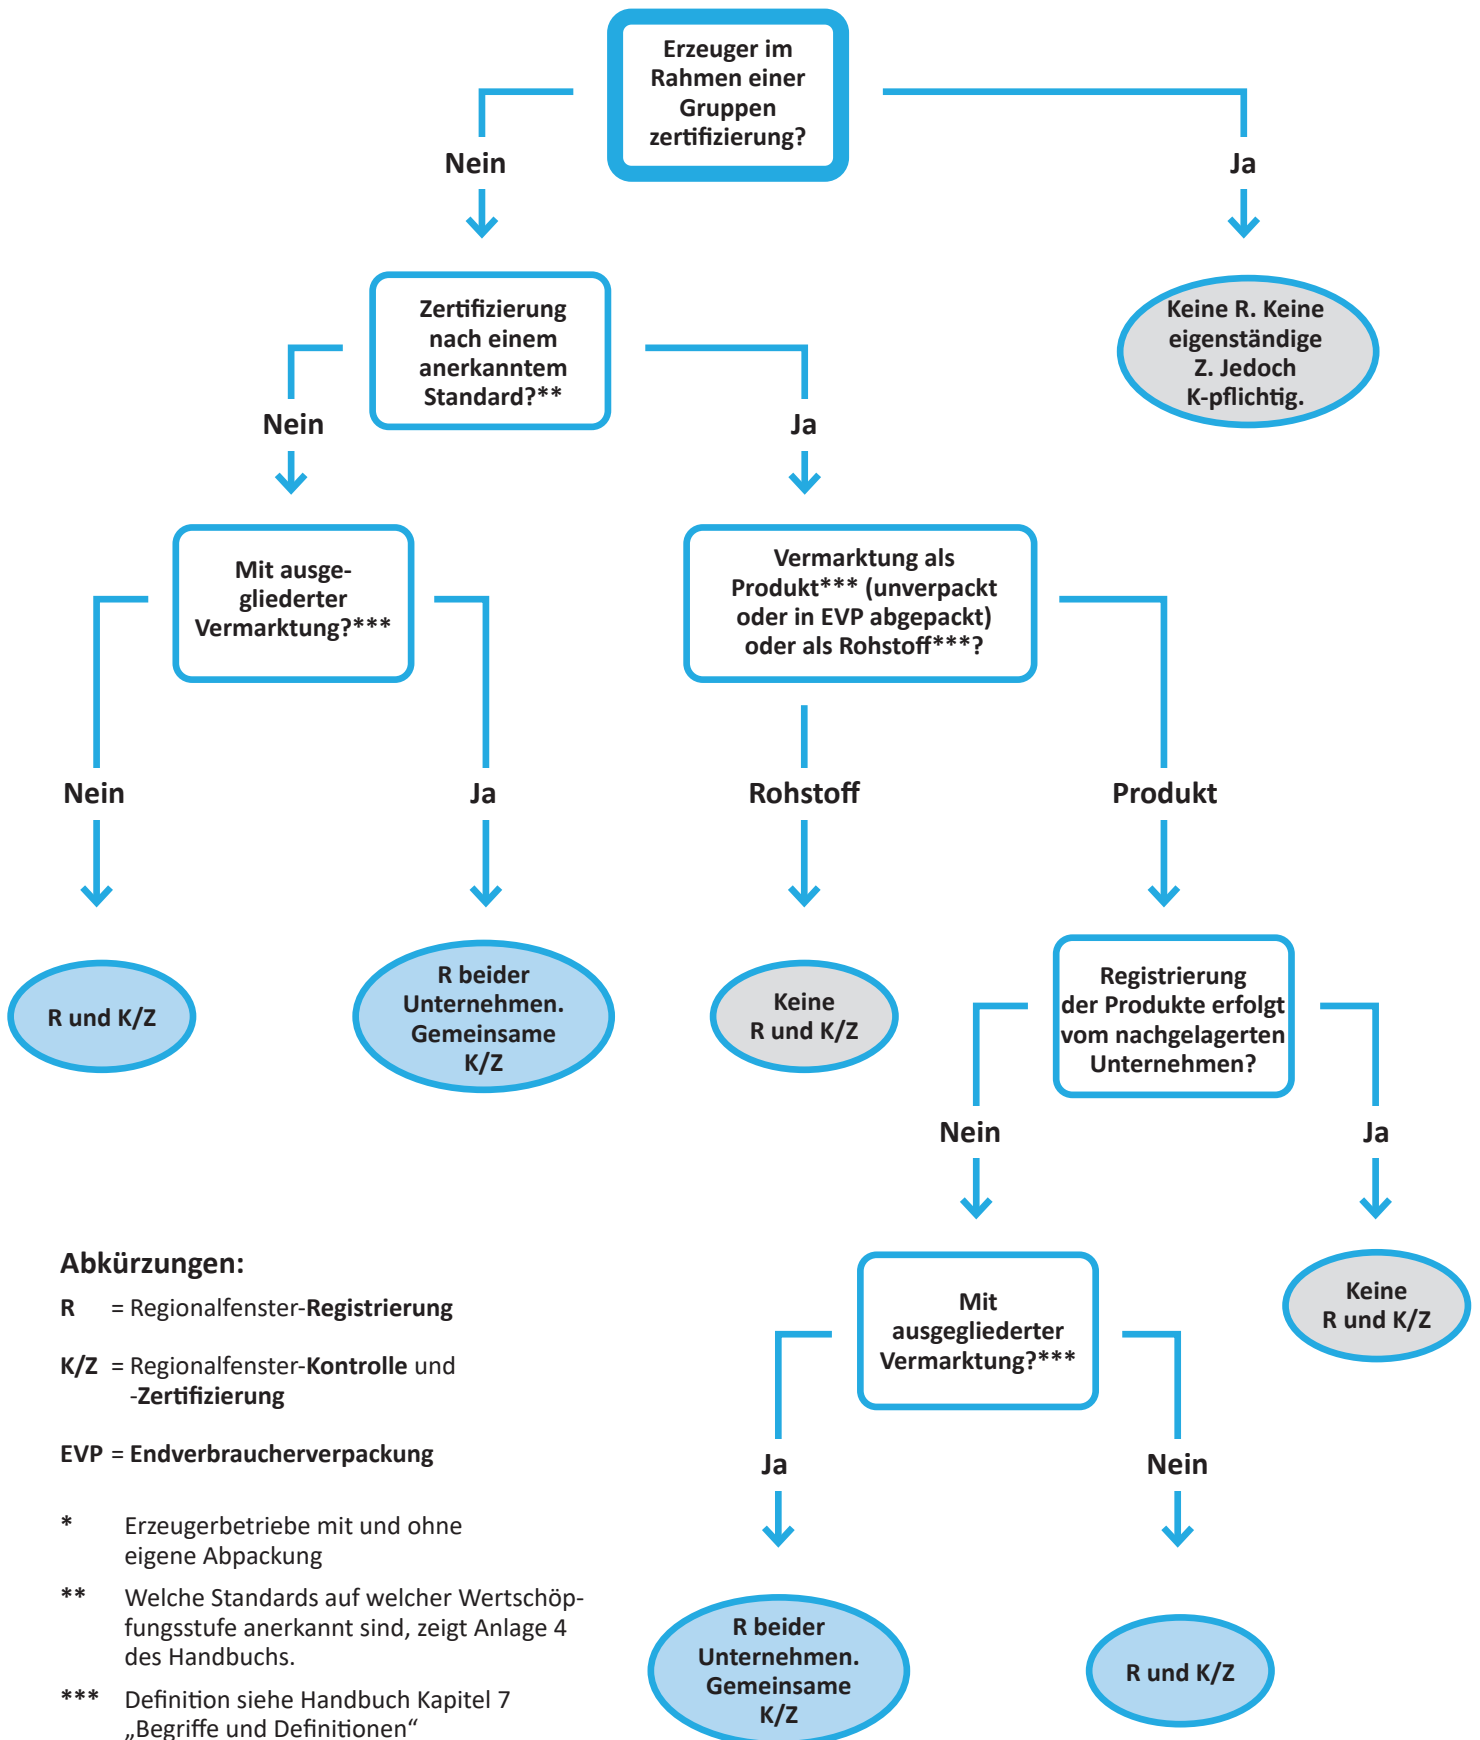 Erzeuger im
Rahmen einer
Gruppen
zertifizierung?
Nein
Ja
Zertifizierung
nach einem
anerkanntem
Standard?**
Keine R. Keine
eigenständige
Z. Jedoch
K-pflichtig.
Nein
Ja
Mit ausge-
gliederter
Vermarktung?***
Vermarktung als
Produkt*** (unverpackt
oder in EVP abgepackt)
oder als Rohstoff***?
Nein
Ja
Rohstoff
Produkt
R und K/Z
R beider
Unternehmen.
Gemeinsame
K/Z
Keine
R und K/Z
Registrierung
der Produkte erfolgt
vom nachgelagerten
Unternehmen?
Nein
Ja
Mit
ausgegliederter
Vermarktung?***
Keine
R und K/Z
Ja
Nein
R beider
Unternehmen.
Gemeinsame
K/Z
R und K/Z
Abkürzungen:
R = Regionalfenster-Registrierung
K/Z = Regionalfenster-Kontrolle und
-Zertifizierung
EVP = Endverbraucherverpackung
* Erzeugerbetriebe mit und ohne
eigene Abpackung
** Welche Standards auf welcher Wertschöp-
fungsstufe anerkannt sind, zeigt Anlage 4
des Handbuchs.
*** Definition siehe Handbuch Kapitel 7
„Begriffe und Definitionen“